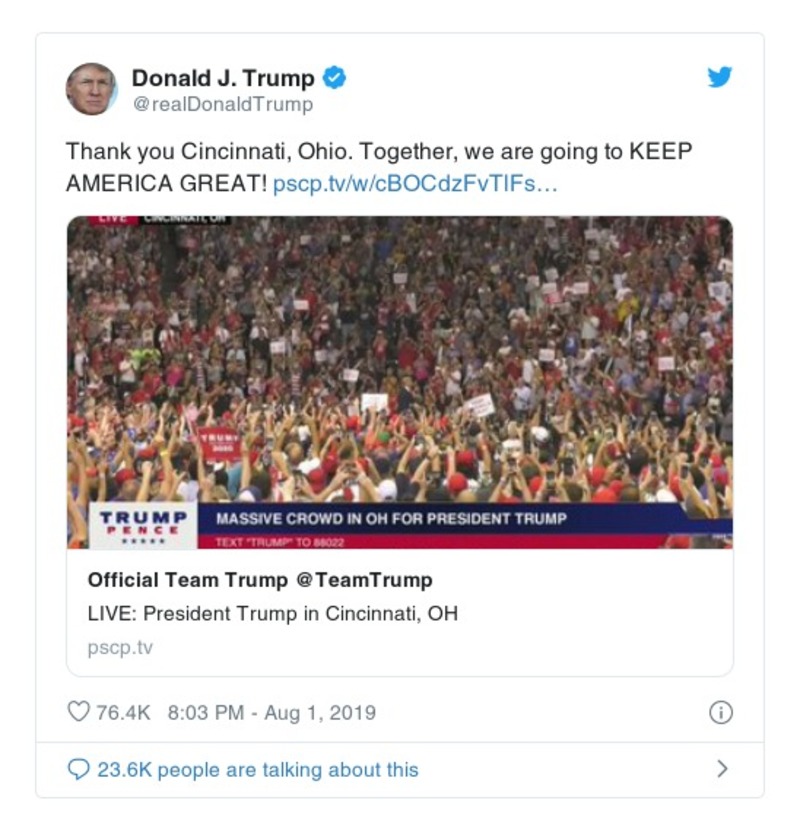 Donald J. Trump
@realDonaldTrump
Thank you Cincinnati, Ohio. Together, we are going to KEEP
AMERICA GREAT! pscp.tv/w/cBOCdzFvTlFs…
LIVE CINCINNATI, OH
TRUMP
2020
TRUMP
PENCE
MASSIVE CROWD IN OH FOR PRESIDENT TRUMP
TEXT "TRUMP" TO 88022
Official Team Trump @TeamTrump
LIVE: President Trump in Cincinnati, OH
pscp.tv
76.4K 8:03 PM - Aug 1, 2019
23.6K people are talking about this